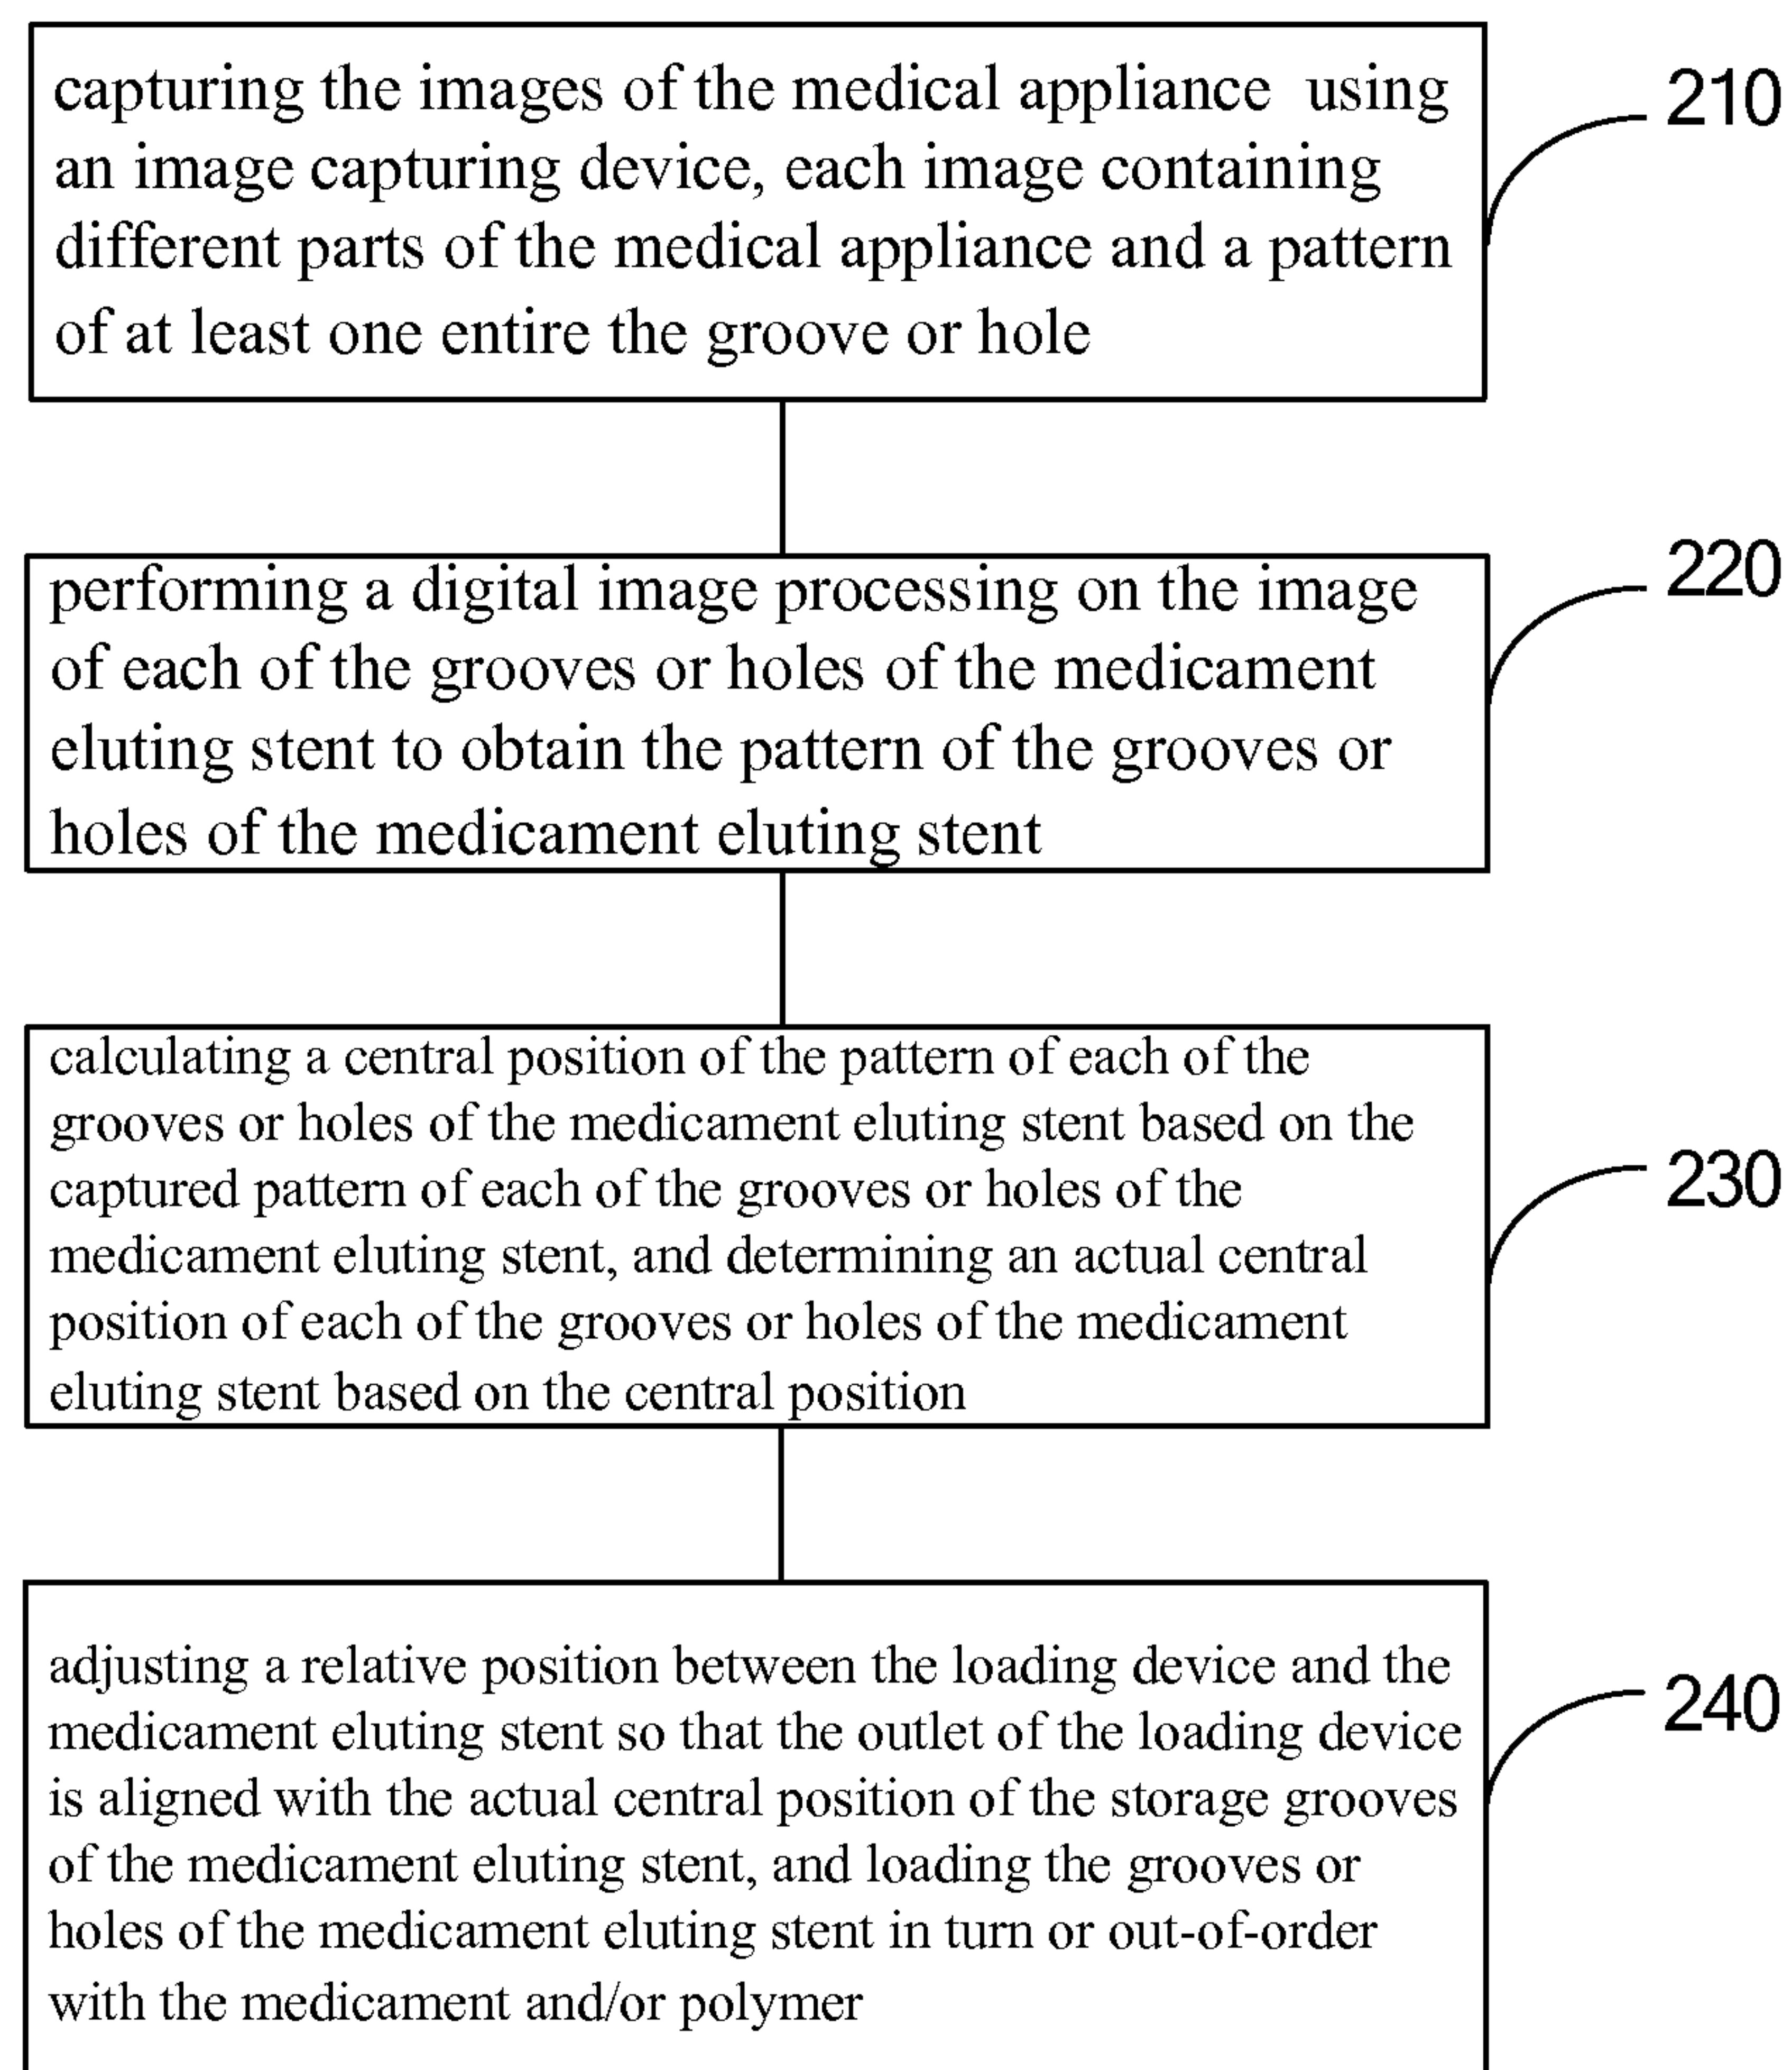 capturing the images of the medical appliance using
an image capturing device, each image containing
different parts of the medical appliance and a pattern
of at least one entire the groove or hole
210
performing a digital image processing on the image
of each of the grooves or holes of the medicament
eluting stent to obtain the pattern of the grooves or
holes of the medicament eluting stent
220
calculating a central position of the pattern of each of the
grooves or holes of the medicament eluting stent based on the
captured pattern of each of the grooves or holes of the
medicament eluting stent, and determining an actual central
position of each of the grooves or holes of the medicament
eluting stent based on the central position
230
adjusting a relative position between the loading device and the
medicament eluting stent so that the outlet of the loading device
is aligned with the actual central position of the storage grooves
of the medicament eluting stent, and loading the grooves or
holes of the medicament eluting stent in turn or out-of-order
with the medicament and/or polymer
240